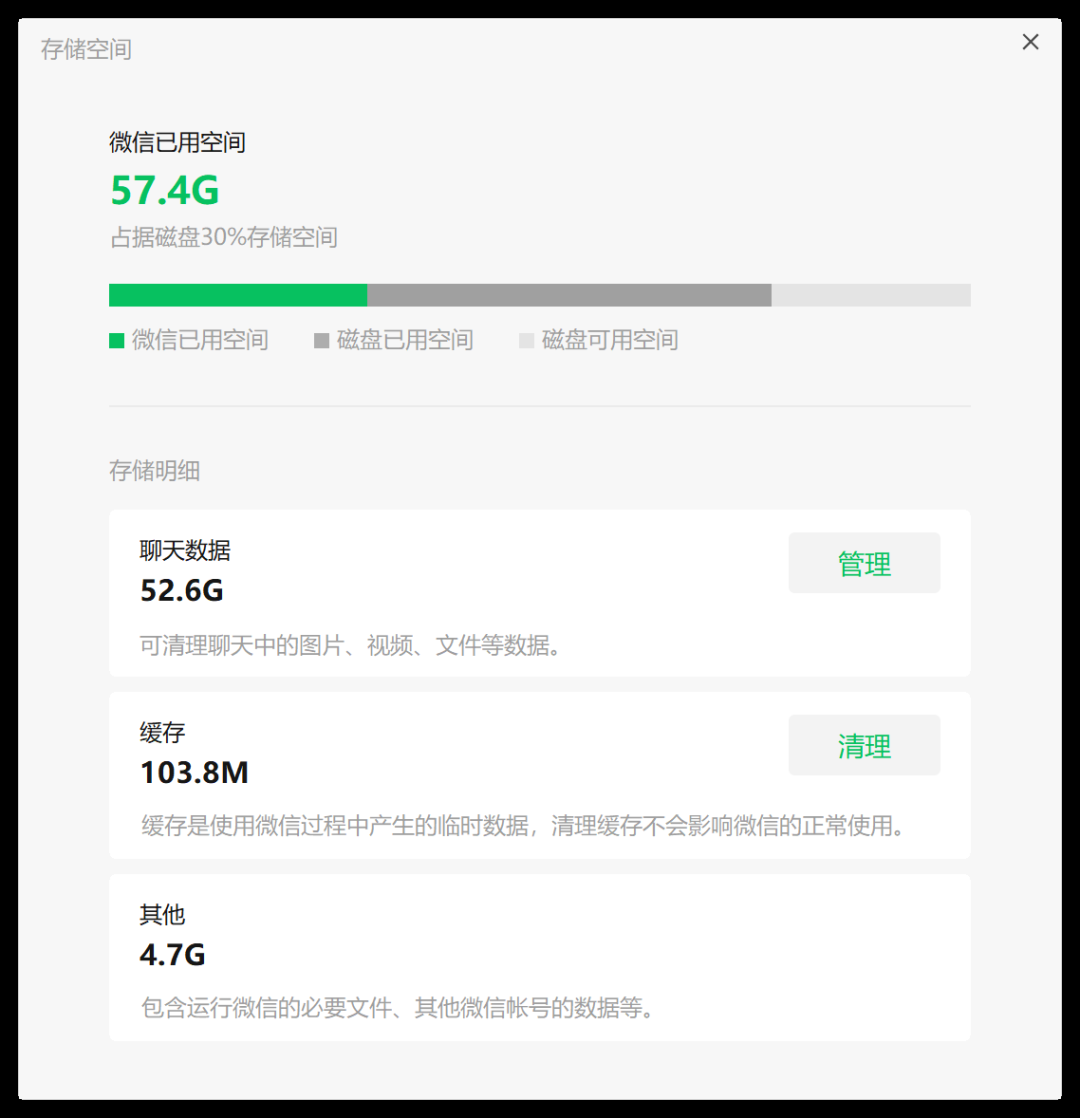 存储空间
微信已用空间
57.4G
占据磁盘30%存储空间
微信已用空间 磁盘已用空间 磁盘可用空间
存储明细
聊天数据
管理
52.6G
可清理聊天中的图片、视频、文件等数据。
缓存
清理
103.8M
缓存是使用微信过程中产生的临时数据，清理缓存不会影响微信的正常使用。
其他
4.7G
包含运行微信的必要文件、其他微信帐号的数据等。